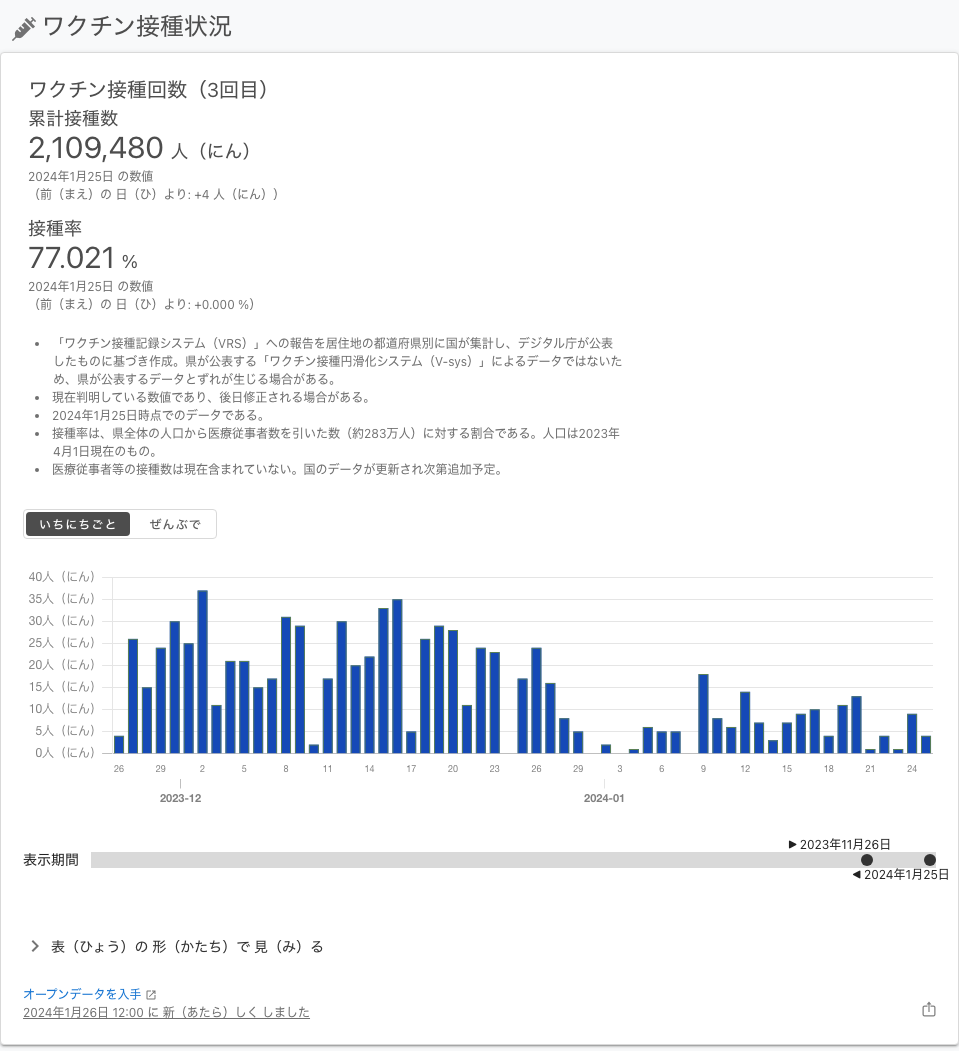 ワクチン接種状況
ワクチン接種回数（3回目）
累計接種数
2,109,480 人（にん）
2024年1月25日 の数値
（前（まえ）の 日（ひ）より: +4 人（にん））
接種率
77.021 %
2024年1月25日 の数値
（前（まえ）の 日（ひ）より: +0.000 %）
• 「ワクチン接種記録システム（VRS）」への報告を居住地の都道府県別に国が集計し、デジタル庁が公表
したものに基づき作成。県が公表する「ワクチン接種円滑化システム（V-sys）」によるデータではないた
め、県が公表するデータとずれが生じる場合がある。
• 現在判明している数値であり、後日修正される場合がある。
• 2024年1月25日時点でのデータである。
• 接種率は、県全体の人口から医療従事者数を引いた数（約283万人）に対する割合である。人口は2023年
4月1日現在のもの。
• 医療従事者等の接種数は現在含まれていない。国のデータが更新され次第追加予定。
いちにちごと ぜんぶで
40人（にん）
35人（にん）
30人（にん）
25人（にん）
20人（にん）
15人（にん）
10人（にん）
5人（にん）
0人（にん）
26 29 2 5 8 11 14 17 20 23 26 29 3 6 9 12 15 18 21 24
2023-12 2024-01
2023年11月26日
表示期間
2024年1月25日
表（ひょう）の 形（かたち）で 見（み）る
オープンデータを入手
2024年1月26日 12:00 に 新（あたら）しく しました